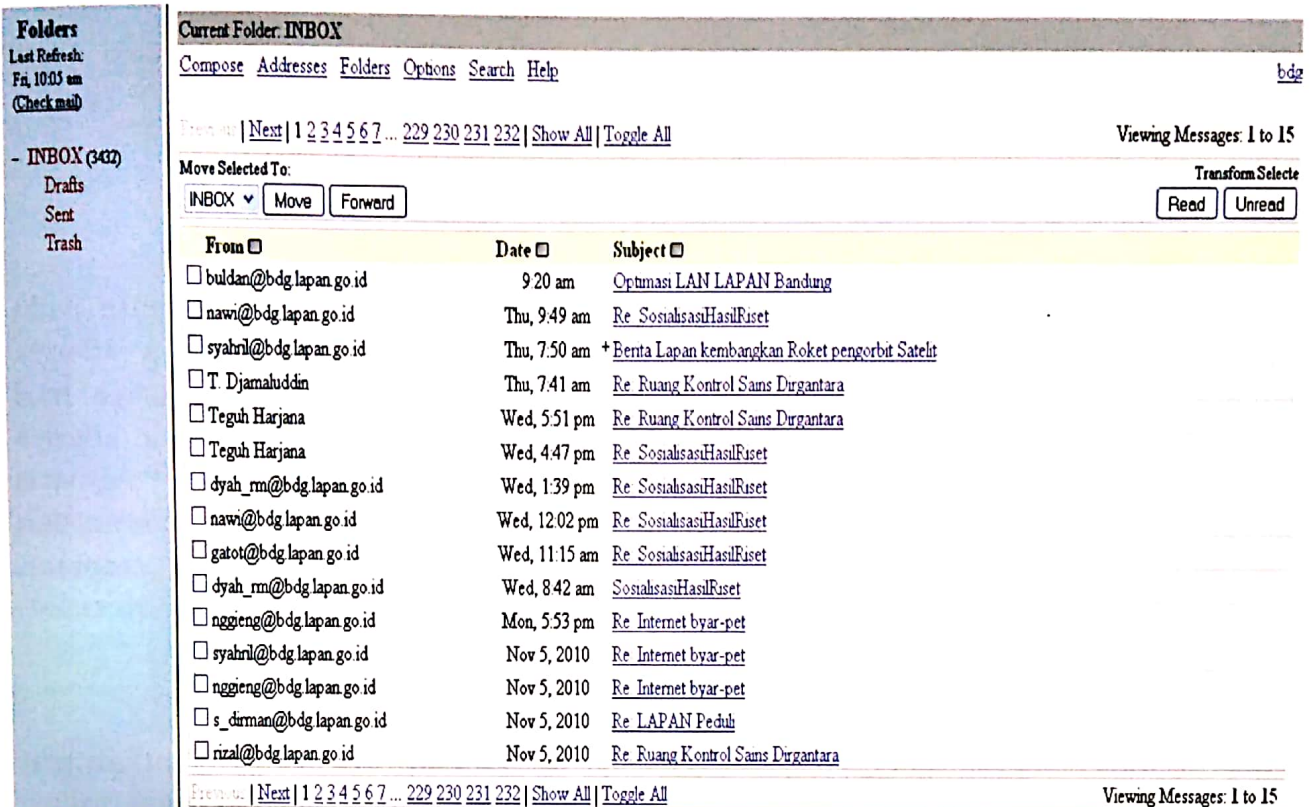 Folders
Last Refresh:
Fri, 10:05 am
(Check mail)
- INBOX (3432)
Drafts
Sent
Trash
Current Folder: INBOX
Compose Addresses Folders Options Search Help bdg
Previous | Next | 1 2 3 4 5 6 7 ... 229 230 231 232 | Show All | Toggle All Viewing Messages: 1 to 15
Move Selected To: Transform Selecte
INBOX Move Forward Read Unread
From Date Subject
buldan@bdg.lapan.go.id 9:20 am Optimasi LAN LAPAN Bandung
nawi@bdg.lapan.go.id Thu, 9:49 am Re: SosialisasiHasilRiset
syahril@bdg.lapan.go.id Thu, 7:50 am + Berita Lapan kembangkan Roket pengorbit Satelit
T. Djamaluddin Thu, 7:41 am Re: Ruang Kontrol Sains Dirgantara
Teguh Harjana Wed, 5:51 pm Re: Ruang Kontrol Sains Dirgantara
Teguh Harjana Wed, 4:47 pm Re: SosialisasiHasilRiset
dyah_rm@bdg.lapan.go.id Wed, 1:39 pm Re: SosialisasiHasilRiset
nawi@bdg.lapan.go.id Wed, 12:02 pm Re: SosialisasiHasilRiset
gatot@bdg.lapan.go.id Wed, 11:15 am Re: SosialisasiHasilRiset
dyah_rm@bdg.lapan.go.id Wed, 8:42 am SosialisasiHasilRiset
nggieng@bdg.lapan.go.id Mon, 5:53 pm Re: Internet byar-pet
syahril@bdg.lapan.go.id Nov 5, 2010 Re: Internet byar-pet
nggieng@bdg.lapan.go.id Nov 5, 2010 Re: Internet byar-pet
s_dirman@bdg.lapan.go.id Nov 5, 2010 Re: LAPAN Peduli
rizal@bdg.lapan.go.id Nov 5, 2010 Re: Ruang Kontrol Sains Dirgantara
Previous | Next | 1 2 3 4 5 6 7 ... 229 230 231 232 | Show All | Toggle All Viewing Messages: 1 to 15